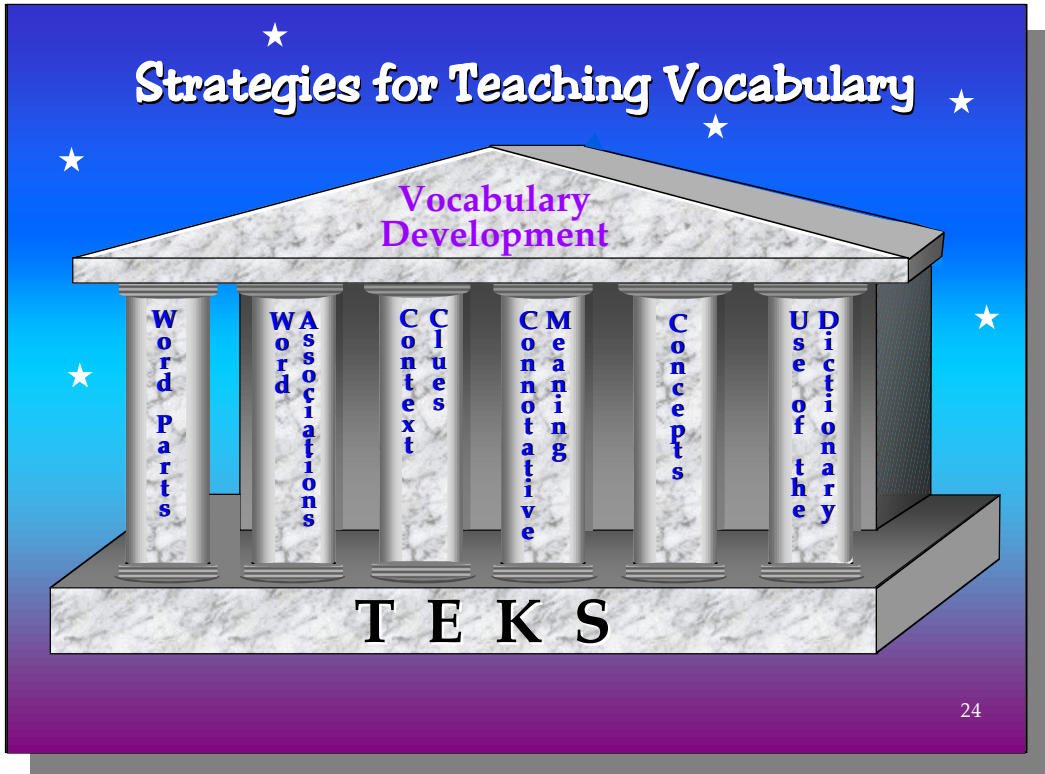 Strategies for Teaching Vocabulary
Vocabulary
Development
Word Parts
Word
Associations
Context
Clues
Connotative
Meaning
Concepts
Use of the
Dictionary
TEKS
24